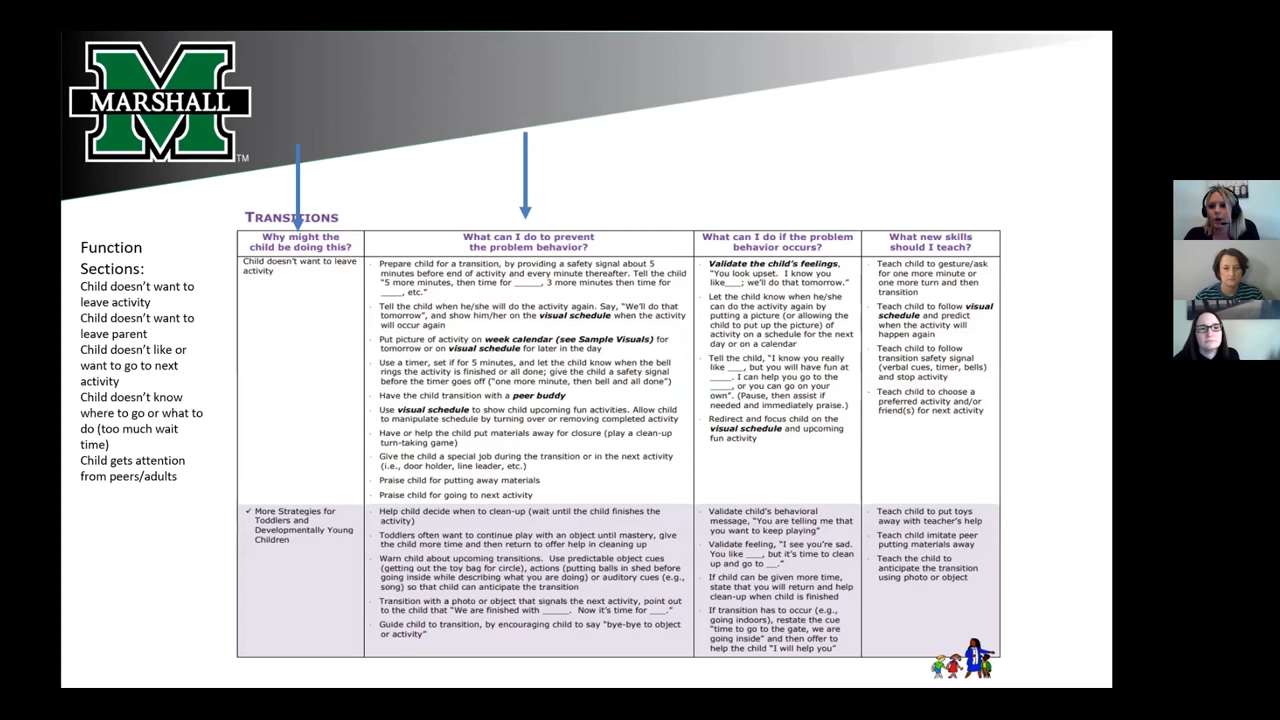 MARSHALL
TM
Function
Sections:
Child doesn't want to
leave activity
Child doesn't want to
leave parent
Child doesn't like or
want to go to next
activity
Child doesn't know
where to go or what to
do (too much wait
time)
Child gets attention
from peers/adults
TRANSITIONS
Why might the
child be doing this?
What can I do to prevent
the problem behavior?
What can I do if the problem
behavior occurs?
What new skills
should I teach?
Child doesn't want to leave
activity
Prepare child for a transition, by providing a safety signal about 5
minutes before end of activity and every minute thereafter. Tell the child
"5 more minutes, then time for _____, 3 more minutes then time for
____, etc."
Tell the child when he/she will do the activity again. Say, "We'll do that
tomorrow", and show him/her on the visual schedule when the activity
will occur again
Put picture of activity on week calendar (see Sample Visuals) for
tomorrow or on visual schedule for later in the day
Use a timer, set if for 5 minutes, and let the child know when the bell
rings the activity is finished or all done; give the child a safety signal
before the timer goes off ("one more minute, then bell and all done")
Have the child transition with a peer buddy
Use visual schedule to show child upcoming fun activities. Allow child
to manipulate schedule by turning over or removing completed activity
Have or help the child put materials away for closure (play a clean-up
turn-taking game)
Give the child a special job during the transition or in the next activity
(i.e., door holder, line leader, etc.)
Praise child for putting away materials
Praise child for going to next activity
Validate the child's feelings,
"You look upset. I know you
like___; we'll do that tomorrow."
Let the child know when he/she
can do the activity again by
putting a picture (or allowing the
child to put up the picture) of
activity on a schedule for the next
day or on a calendar
Tell the child, "I know you really
like ___, but you will have fun at
____. I can help you go to the
____, or you can go on your
own". (Pause, then assist if
needed and immediately praise.)
Redirect and focus child on the
visual schedule and upcoming
fun activity
Teach child to gesture/ask
for one more minute or
one more turn and then
transition
Teach child to follow visual
schedule and predict
when the activity will
happen again
Teach child to follow
transition safety signal
(verbal cues, timer, bells)
and stop activity
Teach child to choose a
preferred activity and/or
friend(s) for next activity
✓ More Strategies for
Toddlers and
Developmentally Young
Children
Help child decide when to clean-up (wait until the child finishes the
activity)
Toddlers often want to continue play with an object until mastery, give
the child more time and then return to offer help in cleaning up
Warn child about upcoming transitions. Use predictable object cues
(getting out the toy bag for circle), actions (putting balls in shed before
going inside while describing what you are doing) or auditory cues (e.g.,
song) so that child can anticipate the transition
Transition with a photo or object that signals the next activity, point out
to the child that "We are finished with _____. Now it's time for ___."
Guide child to transition, by encouraging child to say "bye-bye to object
or activity"
Validate child's behavioral
message, "You are telling me that
you want to keep playing"
Validate feeling, "I see you're sad.
You like ___, but it's time to clean
up and go to __."
If child can be given more time,
state that you will return and help
clean-up when child is finished
If transition has to occur (e.g.,
going indoors), restate the cue
"time to go to the gate, we are
going inside" and then offer to
help the child "I will help you"
Teach child to put toys
away with teacher's help
Teach child imitate peer
putting materials away
Teach the child to
anticipate the transition
using photo or object